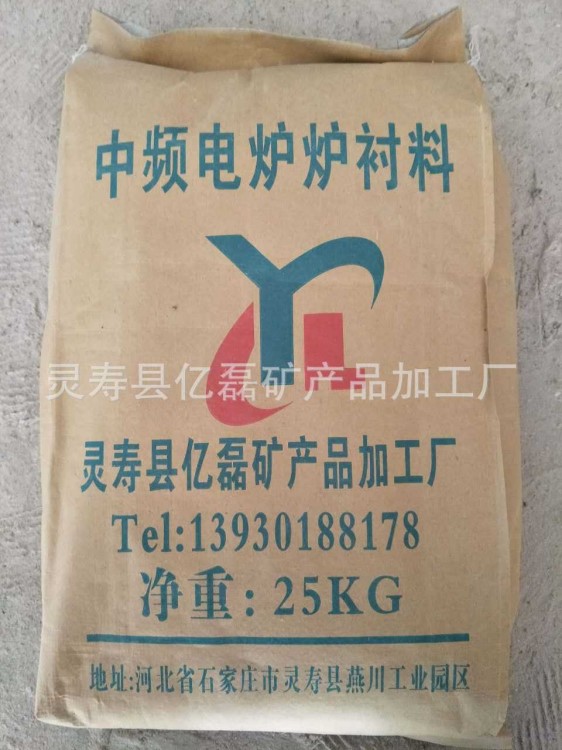 中频电炉炉衬料
YL
灵寿县亿磊矿产品加工厂
灵寿县亿磊矿产品加工厂
Tel:13930188178
净重:25KG
地址:河北省石家庄市灵寿县燕川工业园区